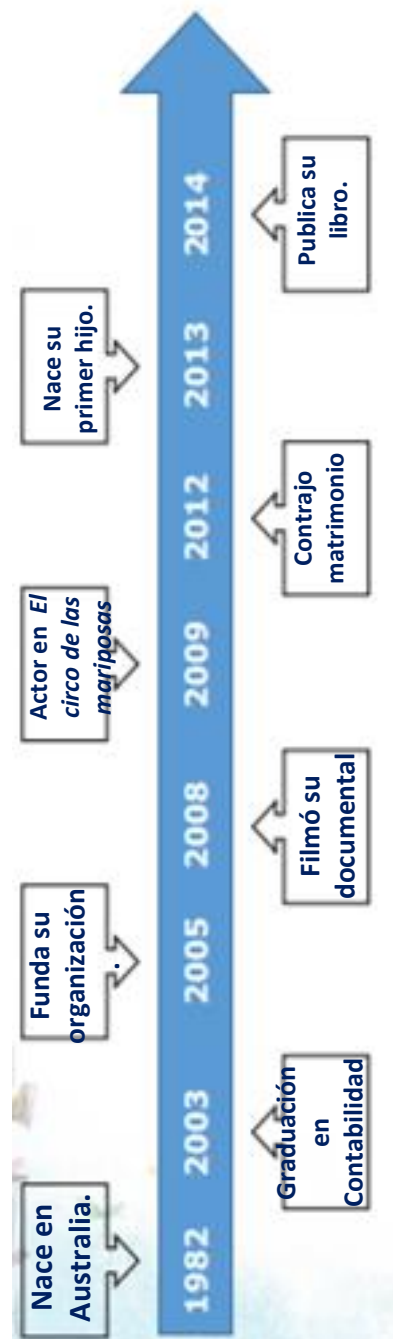 Nace en
Australia.
1982
2003
Graduación
en
Contabilidad
Funda su
organización
.
2005
2008
Filmó su
documental
Actor en El
circo de las
mariposas
2009
2012
Contrajo
matrimonio
Nace su
primer hijo.
2013
2014
Publica su
libro.